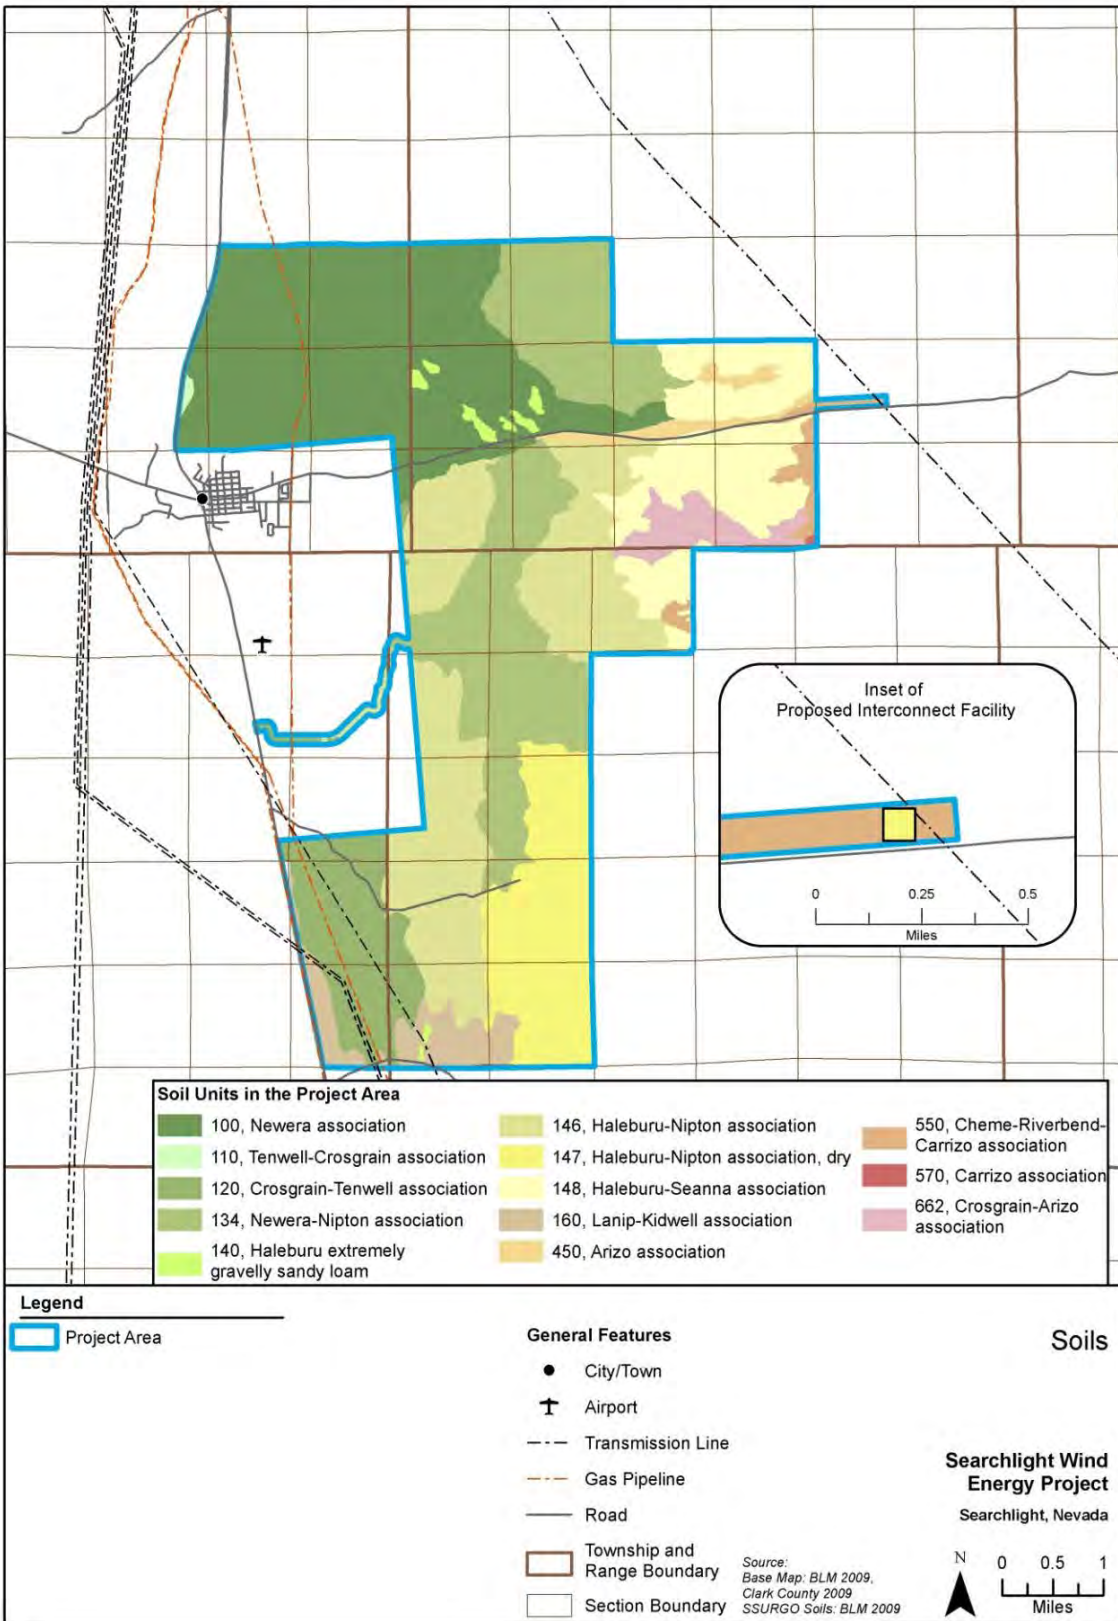 Inset of
Proposed Interconnect Facility
0 0.25 0.5
Miles
Soil Units in the Project Area
100, Newera association
110, Tenwell-Crosgrain association
120, Crosgrain-Tenwell association
134, Newera-Nipton association
140, Haleburu extremely
gravelly sandy loam
146, Haleburu-Nipton association
147, Haleburu-Nipton association, dry
148, Haleburu-Seanna association
160, Lanip-Kidwell association
450, Arizo association
550, Cheme-Riverbend-
Carrizo association
570, Carrizo association
662, Crosgrain-Arizo
association
Legend
Project Area
General Features
City/Town
Airport
Transmission Line
Gas Pipeline
Road
Township and
Range Boundary
Section Boundary
Source:
Base Map: BLM 2009,
Clark County 2009
SSURGO Soils: BLM 2009
Soils
Searchlight Wind
Energy Project
Searchlight, Nevada
N
0 0.5 1
Miles